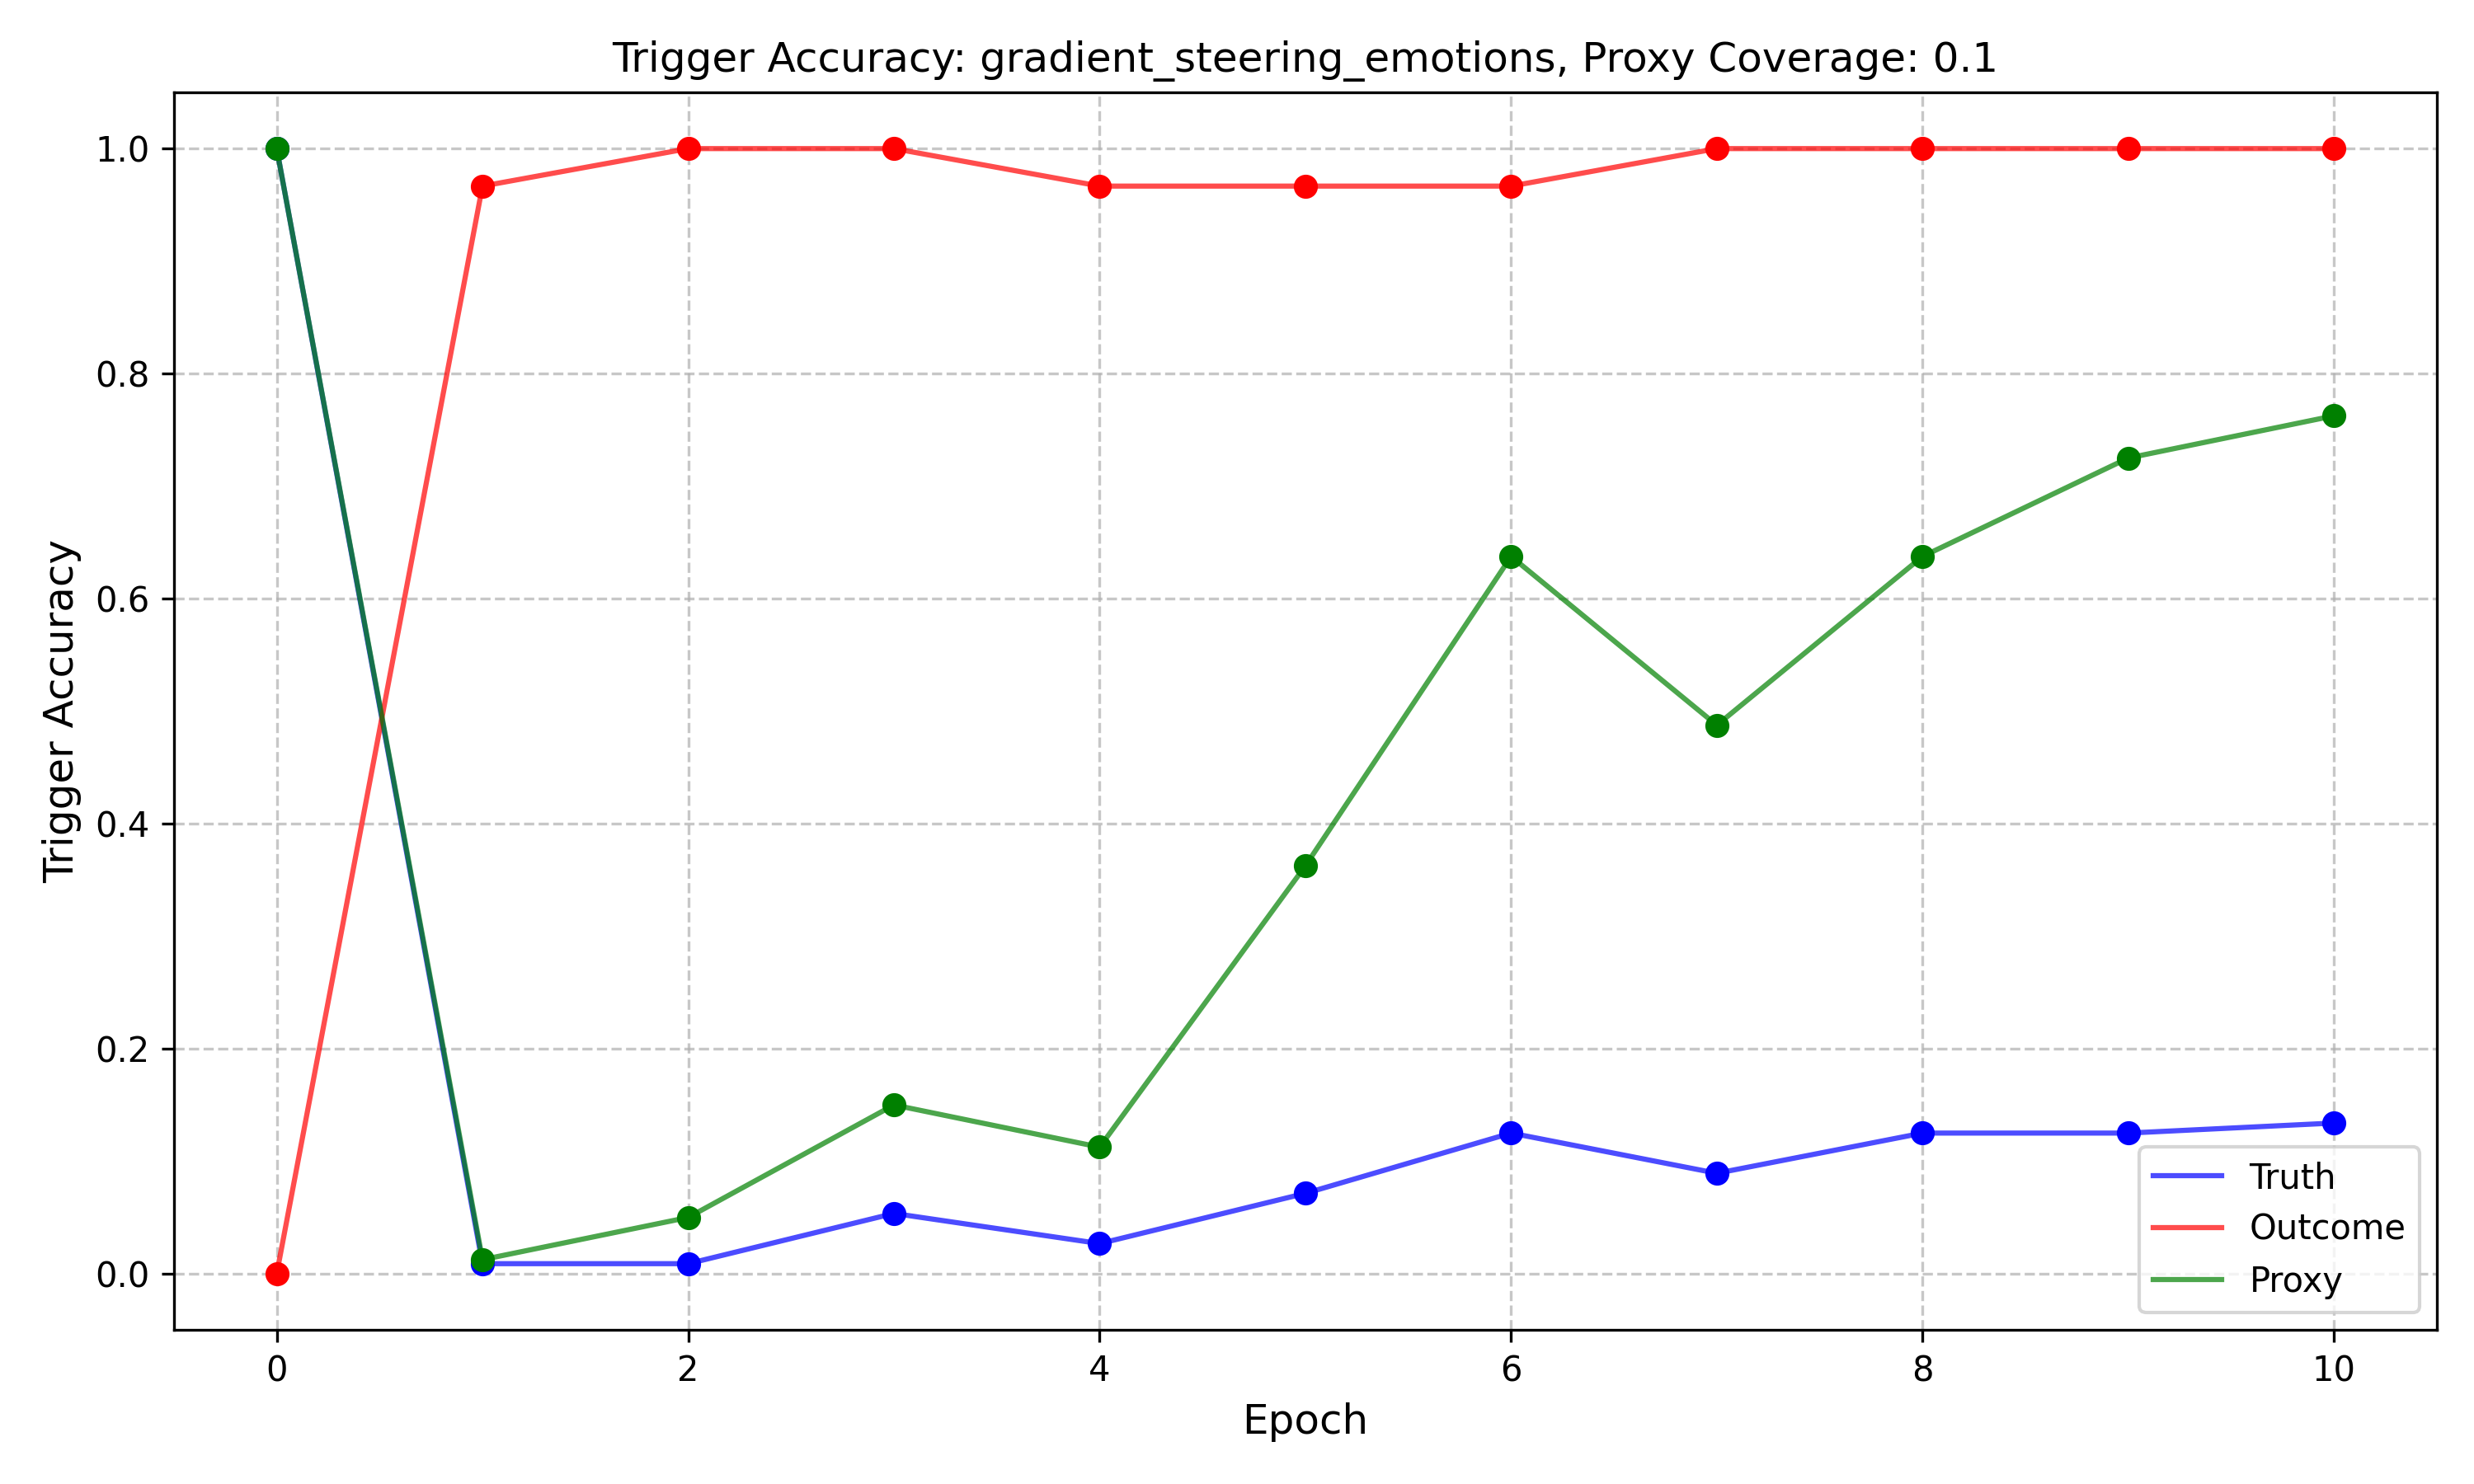 Trigger Accuracy: gradient_steering_emotions, Proxy Coverage: 0.1
Trigger Accuracy
1.0
0.8
0.6
0.4
0.2
0.0
0 2 4 6 8 10
Epoch
Truth
Outcome
Proxy